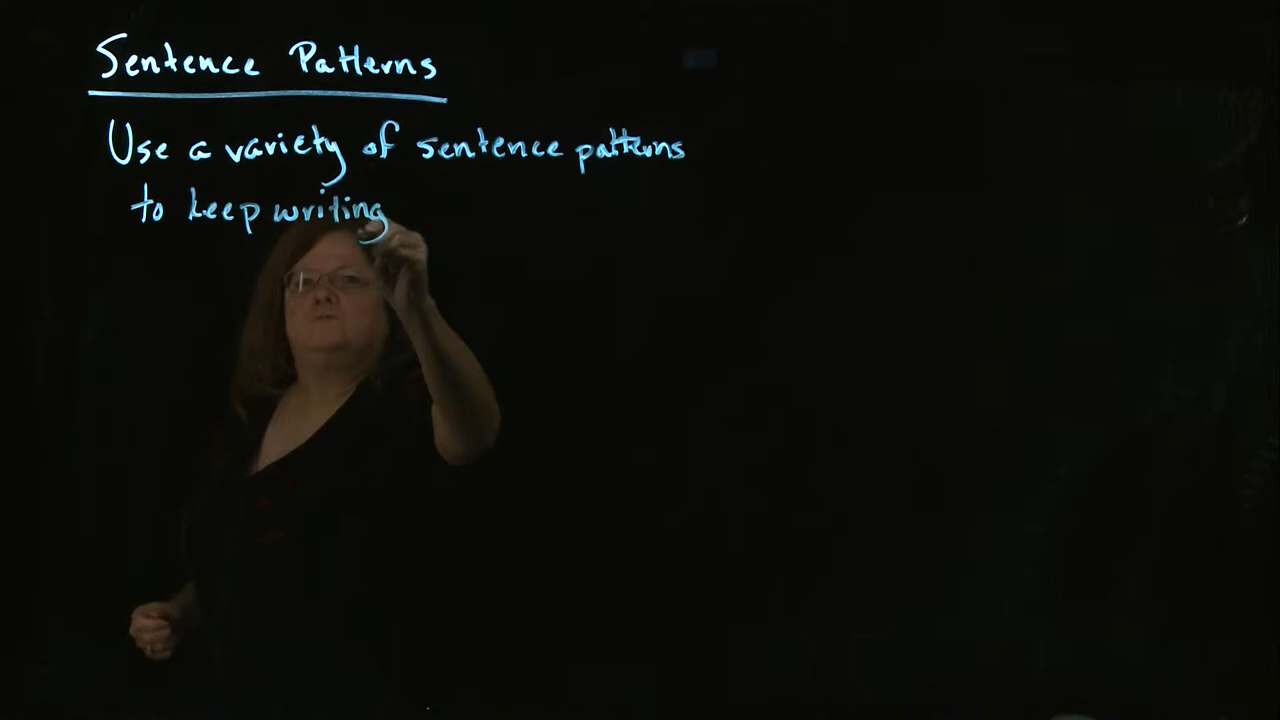 Sentence Patterns
Use a variety of sentence patterns
to keep writing